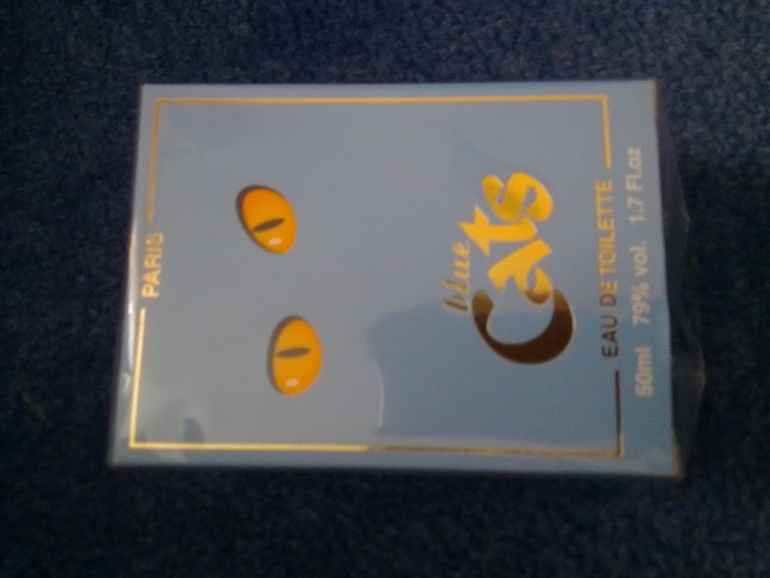 PARIS
blue
Cats
EAU DE TOILETTE
50ml 79% vol. 1.7 Fl.oz